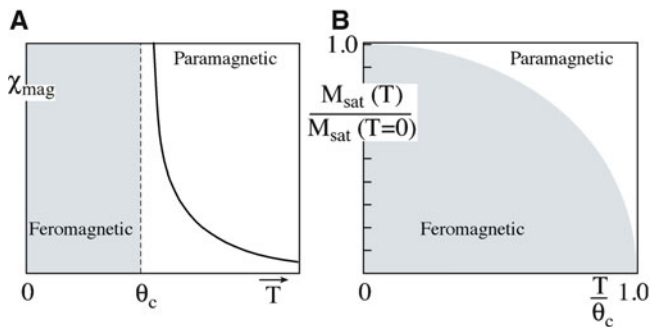 A
χmag
Paramagnetic
Feromagnetic
0
θc
T
B
1.0
Msat (T)
Msat (T=0)
Paramagnetic
Feromagnetic
0
T
θc
1.0